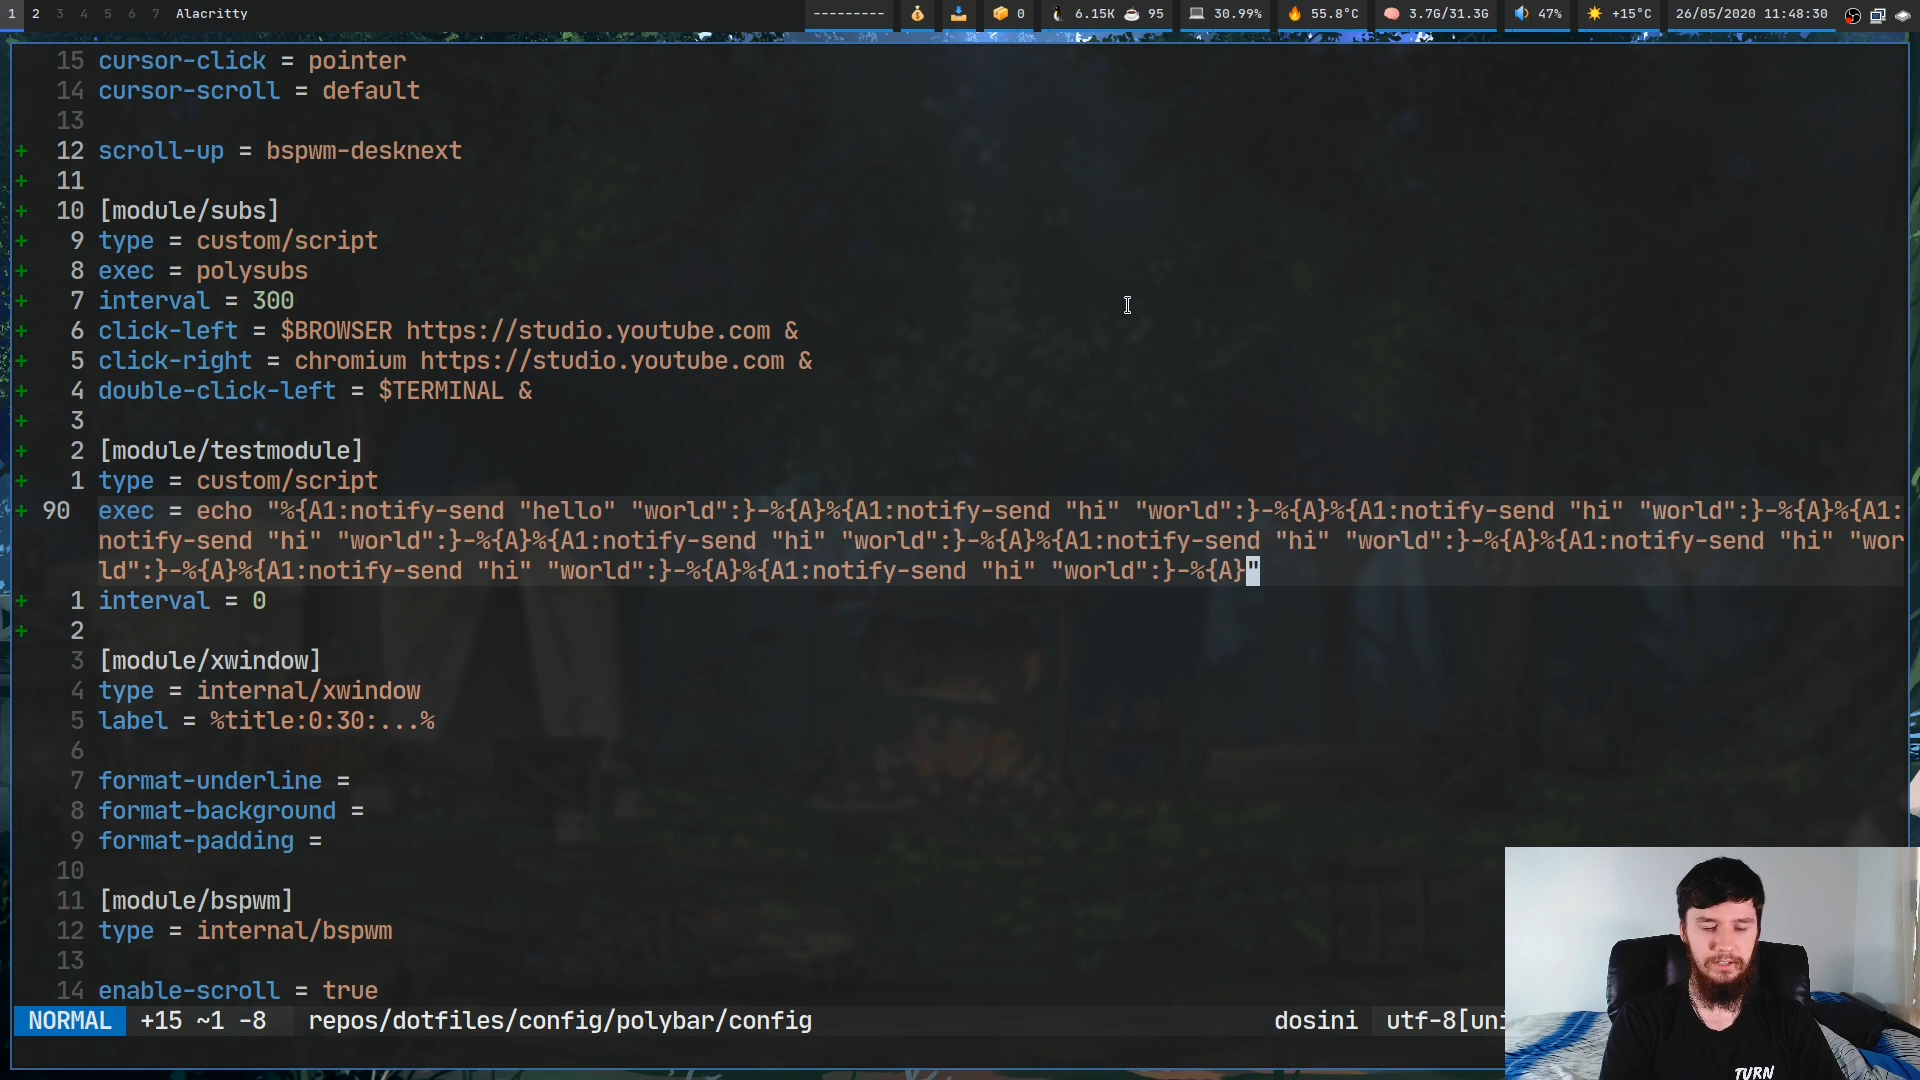 1 2 3 4 5 6 7 Alacritty --------- 0 6.15K 95 30.99% 55.8°C 3.7G/31.3G 47% +15°C 26/05/2020 11:48:30
15 cursor-click = pointer
14 cursor-scroll = default
13
+ 12 scroll-up = bspwm-desknext
+ 11
+ 10 [module/subs]
+ 9 type = custom/script
+ 8 exec = polysubs
+ 7 interval = 300
+ 6 click-left = $BROWSER https://studio.youtube.com &
+ 5 click-right = chromium https://studio.youtube.com &
+ 4 double-click-left = $TERMINAL &
+ 3
+ 2 [module/testmodule]
+ 1 type = custom/script
+ 90 exec = echo "%{A1:notify-send "hello" "world":}-%{A}%{A1:notify-send "hi" "world":}-%{A}%{A1:notify-send "hi" "world":}-%{A}%{A1:
notify-send "hi" "world":}-%{A}%{A1:notify-send "hi" "world":}-%{A}%{A1:notify-send "hi" "world":}-%{A}%{A1:notify-send "hi" "wor
ld":}-%{A}%{A1:notify-send "hi" "world":}-%{A}%{A1:notify-send "hi" "world":}-%{A}"
+ 1 interval = 0
+ 2
3 [module/xwindow]
4 type = internal/xwindow
5 label = %title:0:30:...%
6
7 format-underline =
8 format-background =
9 format-padding =
10
11 [module/bspwm]
12 type = internal/bspwm
13
14 enable-scroll = true
NORMAL +15 ~1 -8 repos/dotfiles/config/polybar/config dosini utf-8[uni
TURN